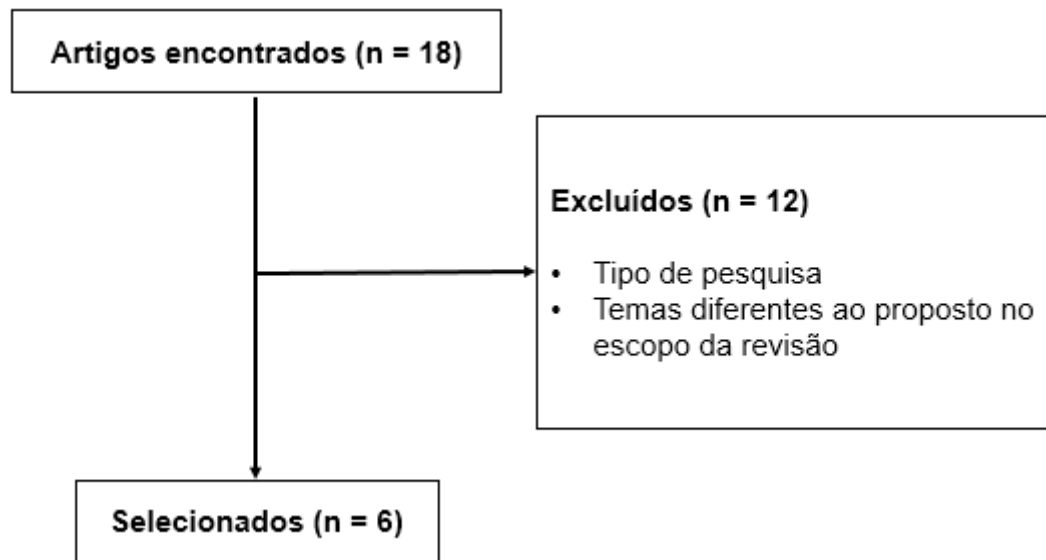 Artigos encontrados (n = 18)
Excluídos (n = 12)
• Tipo de pesquisa
• Temas diferentes ao proposto no
escopo da revisão
Selecionados (n = 6)